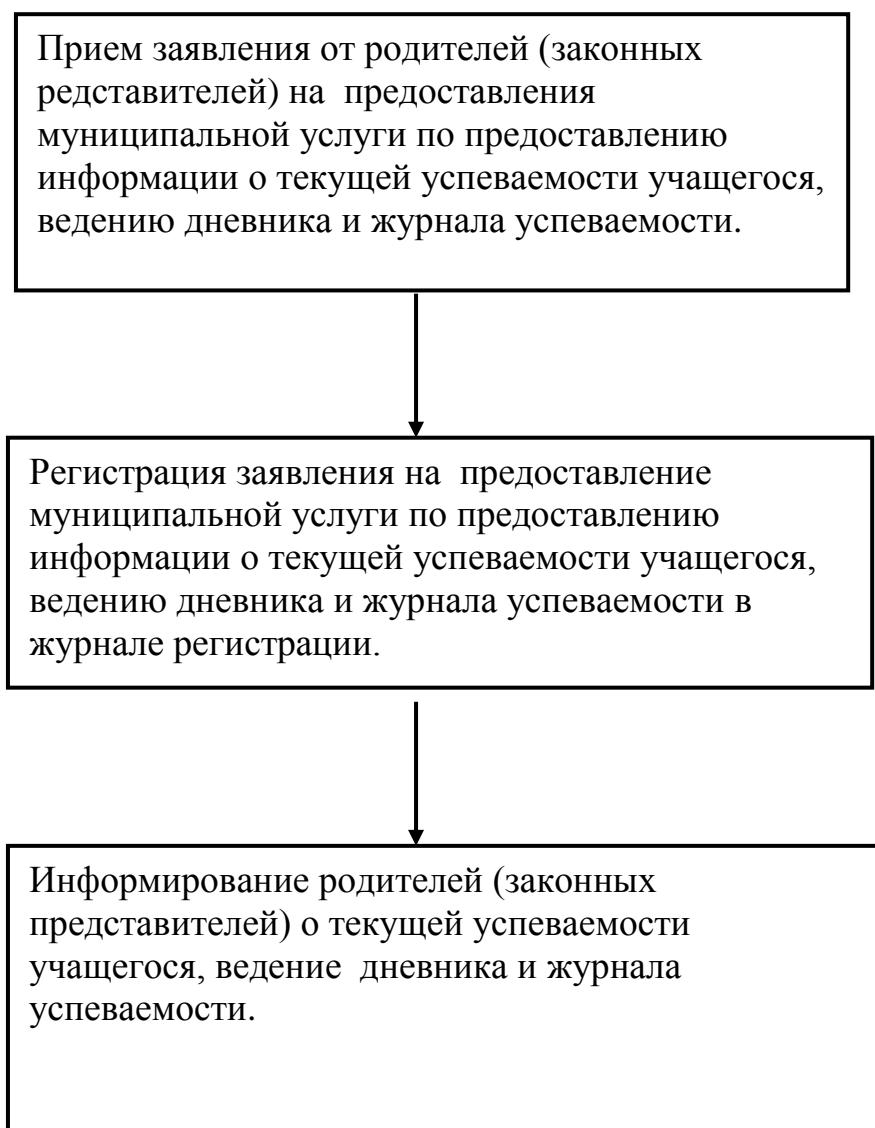 Прием заявления от родителей (законных
редставителей) на  предоставления
муниципальной услуги по предоставлению
информации о текущей успеваемости учащегося,
ведению дневника и журнала успеваемости.
Регистрация заявления на  предоставление
муниципальной услуги по предоставлению
информации о текущей успеваемости учащегося,
ведению дневника и журнала успеваемости в
журнале регистрации.
Информирование родителей (законных
представителей) о текущей успеваемости
учащегося, ведение  дневника и журнала
успеваемости.